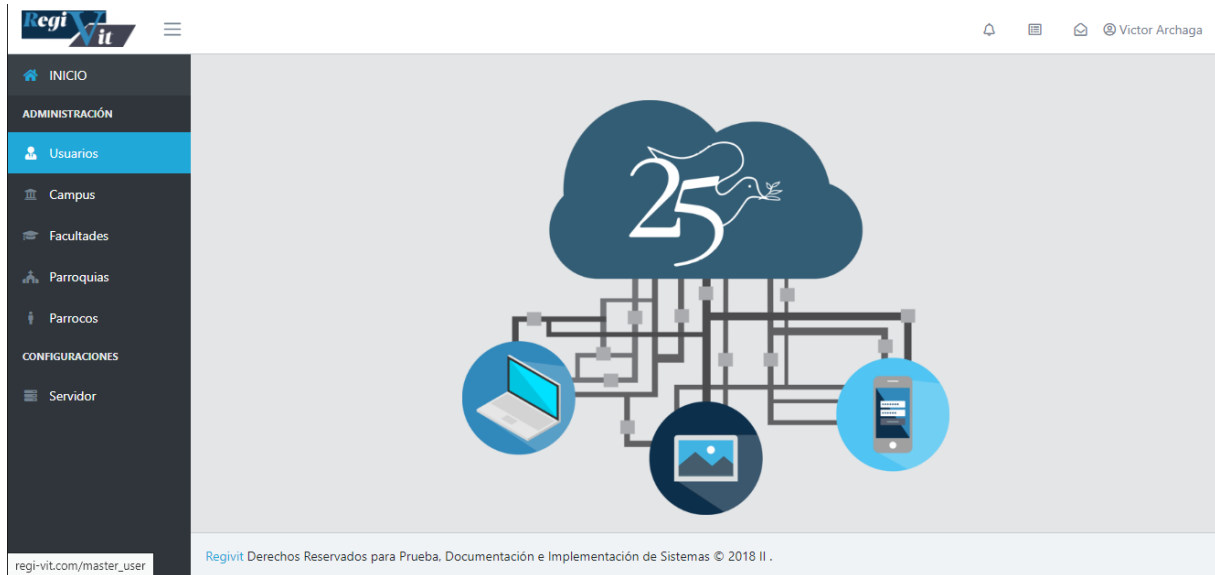 Regi
Vit
Victor Archaga
INICIO
ADMINISTRACIÓN
Usuarios
Campus
Facultades
Parroquias
Parrocos
CONFIGURACIONES
Servidor
25
Regivit Derechos Reservados para Prueba, Documentación e Implementación de Sistemas © 2018 II .
regi-vit.com/master_user